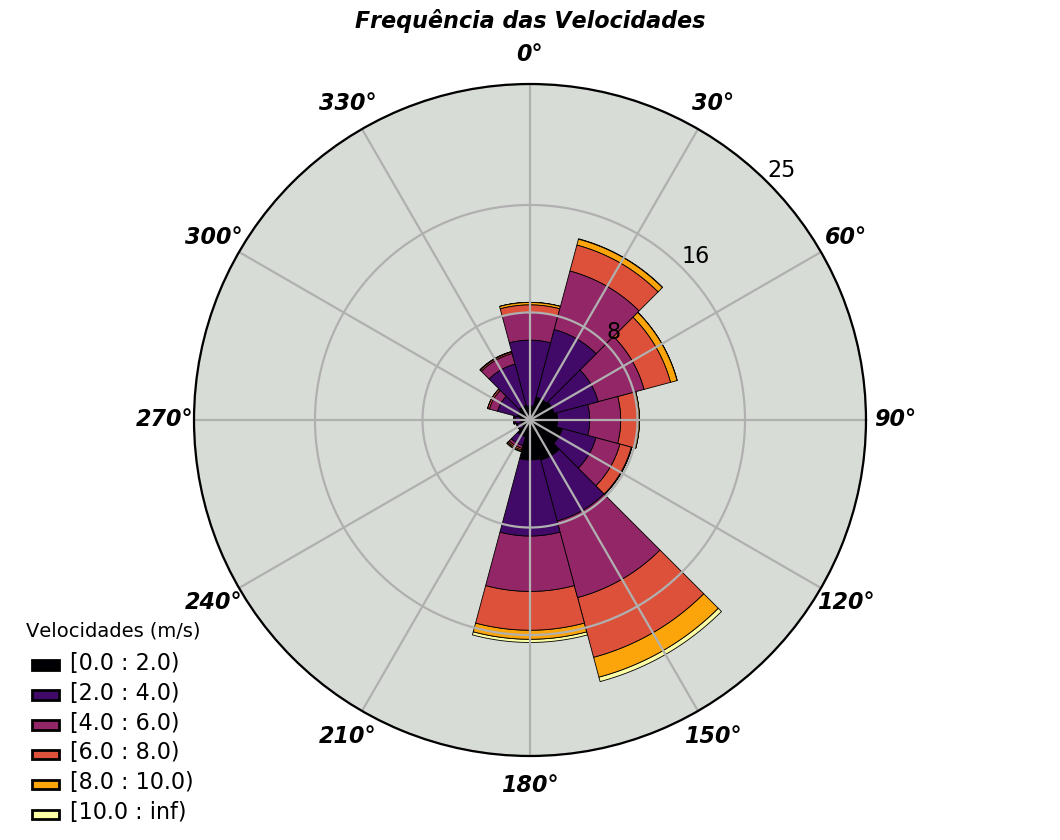 Frequência das Velocidades
0°
330°
30°
25
300°
60°
16
8
270°
90°
240°
120°
210°
150°
180°
Velocidades (m/s)
[0.0 : 2.0)
[2.0 : 4.0)
[4.0 : 6.0)
[6.0 : 8.0)
[8.0 : 10.0)
[10.0 : inf)